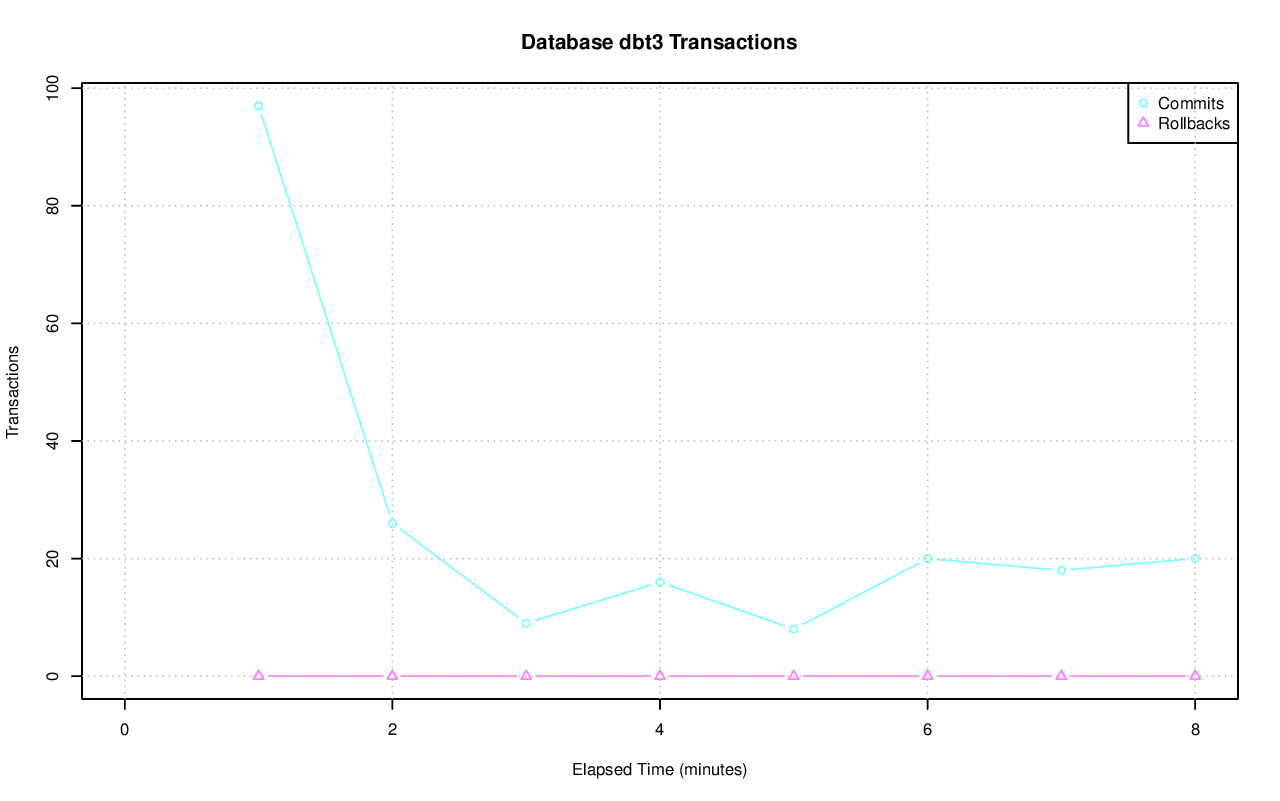 Database dbt3 Transactions
Commits
Rollbacks
100
80
60
40
20
0
Transactions
0 2 4 6 8
Elapsed Time (minutes)